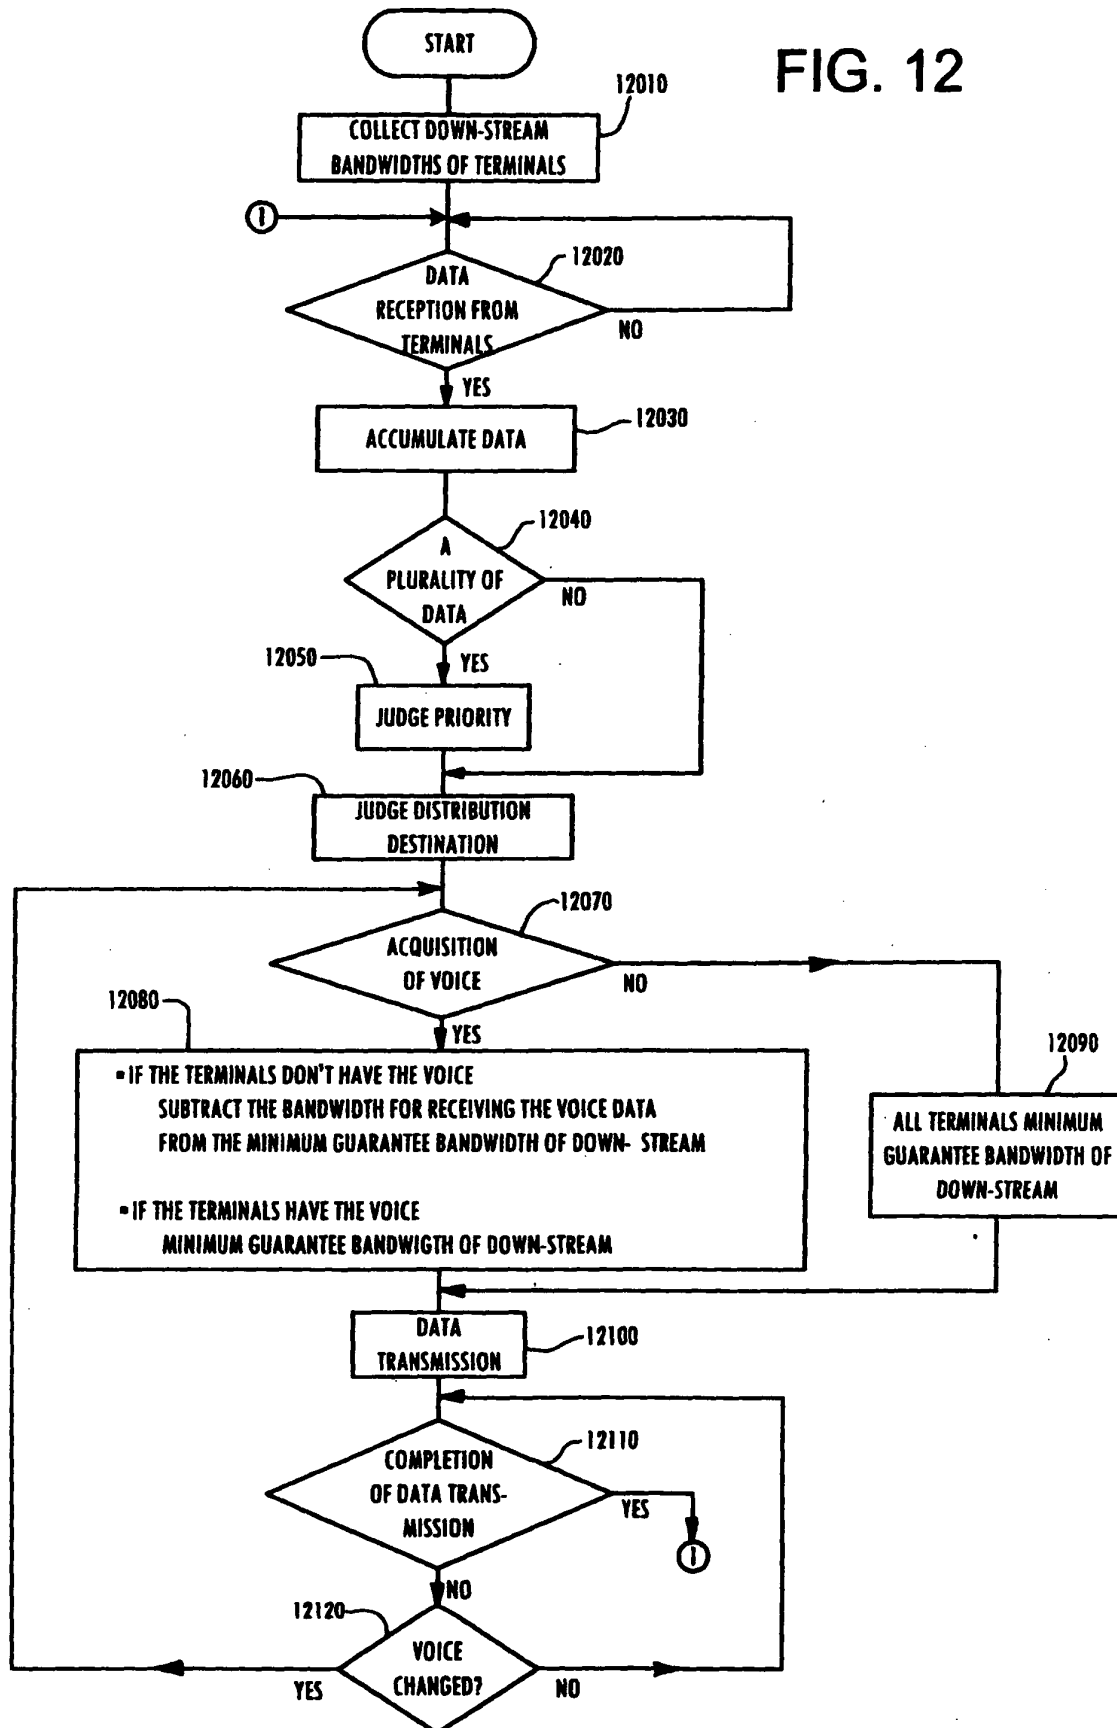 START
FIG. 12
12010
COLLECT DOWN-STREAM
BANDWIDTHS OF TERMINALS
1
12020
DATA
RECEPTION FROM
TERMINALS
NO
YES
12030
ACCUMULATE DATA
12040
A
PLURALITY OF
DATA
NO
YES
12050
JUDGE PRIORITY
12060
JUDGE DISTRIBUTION
DESTINATION
12070
ACQUISITION
OF VOICE
NO
YES
12080
▪ IF THE TERMINALS DON'T HAVE THE VOICE
SUBTRACT THE BANDWIDTH FOR RECEIVING THE VOICE DATA
FROM THE MINIMUM GUARANTEE BANDWIDTH OF DOWN- STREAM
▪ IF THE TERMINALS HAVE THE VOICE
MINIMUM GUARANTEE BANDWIGTH OF DOWN-STREAM
12090
ALL TERMINALS MINIMUM
GUARANTEE BANDWIDTH OF
DOWN-STREAM
DATA
TRANSMISSION
12100
12110
COMPLETION
OF DATA TRANS-
MISSION
YES
1
NO
12120
VOICE
CHANGED?
YES
NO